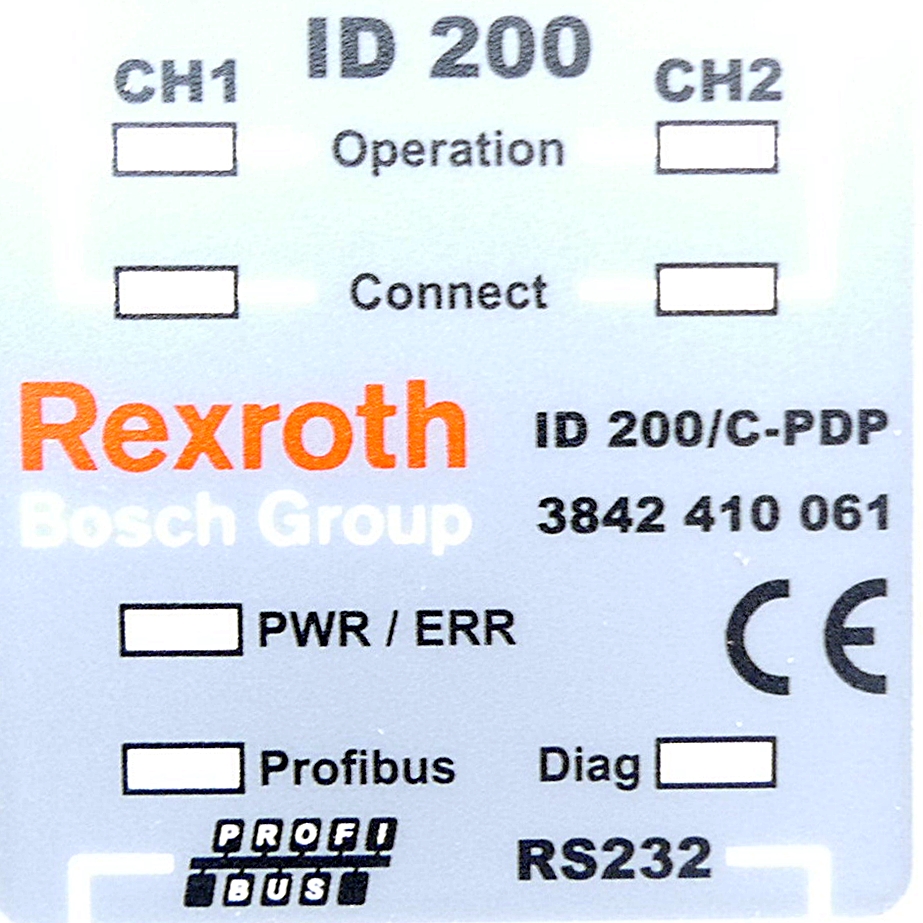 ID 200
CH1 CH2
Operation
Connect
Rexroth
Bosch Group
ID 200/C-PDP
3842 410 061
CE
PWR / ERR
Profibus
Diag
PROFI
BUS
RS232